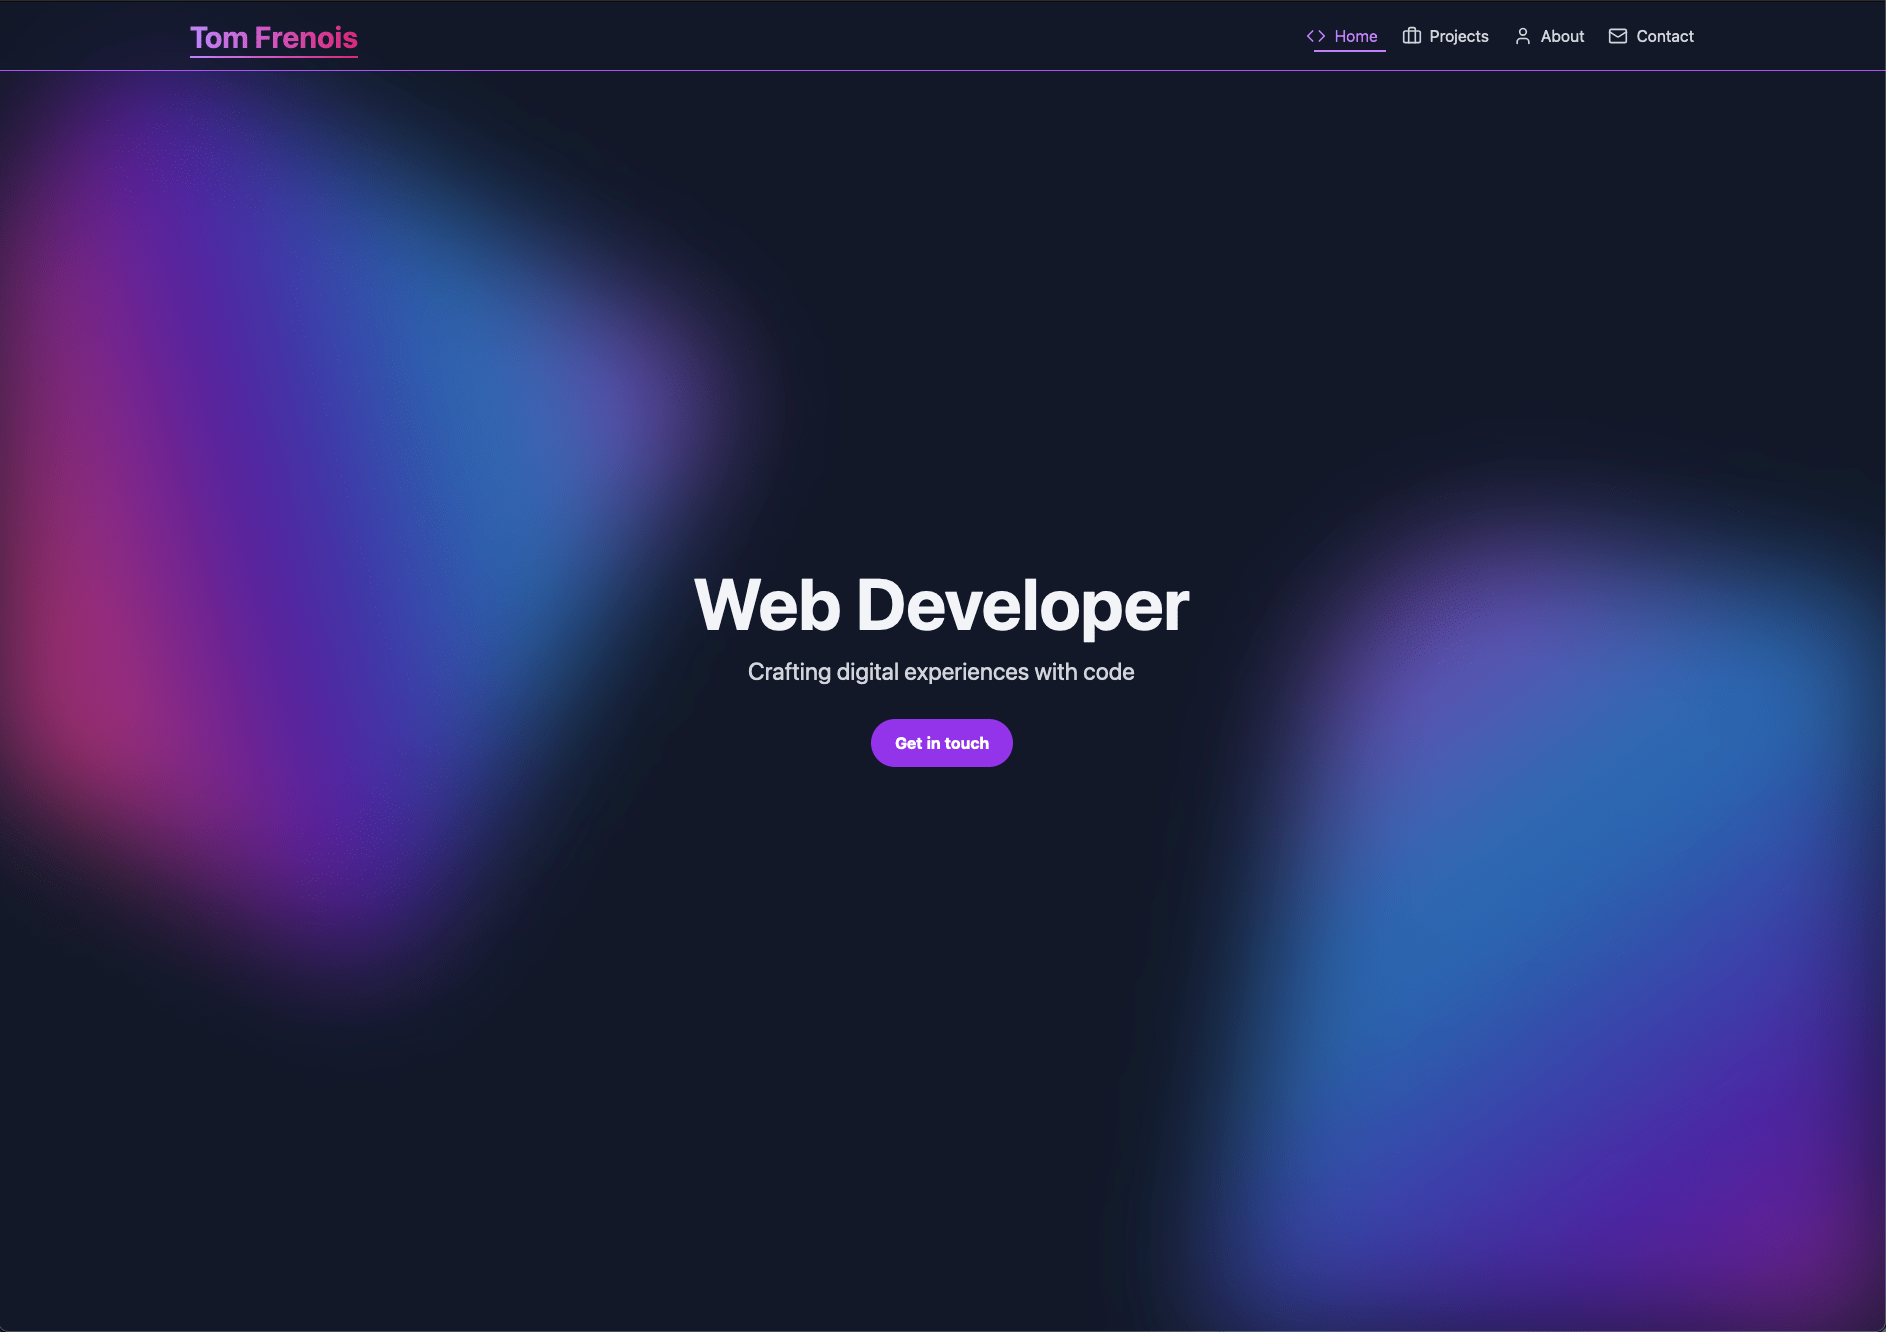 Tom Frenois
Home Projects About Contact
Web Developer
Crafting digital experiences with code
Get in touch